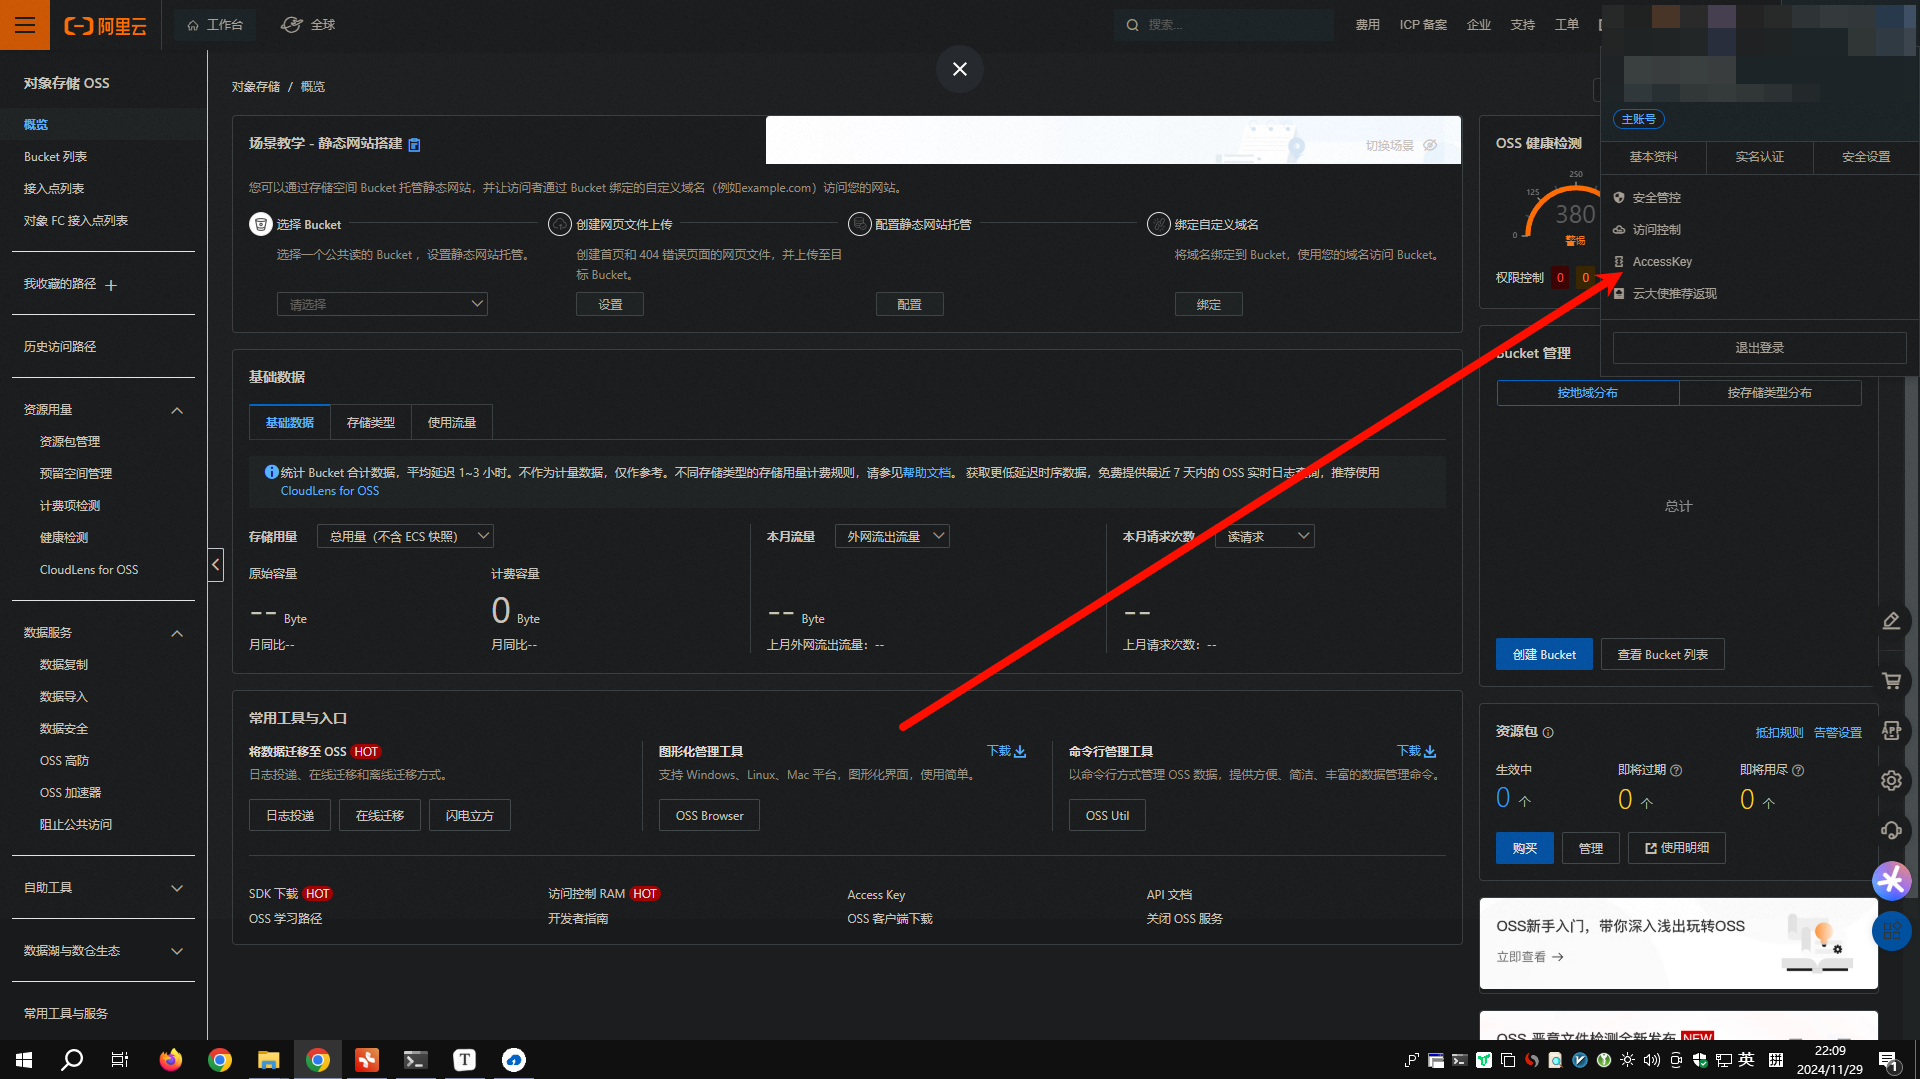 阿里云
工作台
全球
搜索...
费用
ICP 备案
企业
支持
工单
主账号
基本资料
实名认证
安全设置
安全管控
访问控制
AccessKey
云大使推荐返现
退出登录
对象存储 OSS
概览
Bucket 列表
接入点列表
对象 FC 接入点列表
我收藏的路径
历史访问路径
资源用量
资源包管理
预留空间管理
计费项检测
健康检测
CloudLens for OSS
数据服务
数据复制
数据导入
数据安全
OSS 高防
OSS 加速器
阻止公共访问
自助工具
数据湖与数仓生态
常用工具与服务
对象存储 / 概览
场景教学 - 静态网站搭建
切换场景
您可以通过存储空间 Bucket 托管静态网站，并让访问者通过 Bucket 绑定的自定义域名（例如example.com）访问您的网站。
选择 Bucket
选择一个公共读的 Bucket ，设置静态网站托管。
请选择
创建网页文件上传
创建首页和 404 错误页面的网页文件，并上传至目
标 Bucket。
设置
配置静态网站托管
配置
绑定自定义域名
将域名绑定到 Bucket，使用您的域名访问 Bucket。
绑定
基础数据
基础数据
存储类型
使用流量
统计 Bucket 合计数据，平均延迟 1~3 小时。不作为计量数据，仅作参考。不同存储类型的存储用量计费规则，请参见帮助文档。 获取更低延迟时序数据，免费提供最近 7 天内的 OSS 实时日志查询，推荐使用
CloudLens for OSS
存储用量
总用量（不含 ECS 快照）
本月流量
外网流出流量
本月请求次数
读请求
原始容量
计费容量
-- Byte
0 Byte
-- Byte
--
月同比--
月同比--
上月外网流出流量： --
上月请求次数： --
常用工具与入口
将数据迁移至 OSS HOT
日志投递、在线迁移和离线迁移方式。
日志投递
在线迁移
闪电立方
图形化管理工具
下载
支持 Windows、Linux、Mac 平台，图形化界面，使用简单。
OSS Browser
命令行管理工具
下载
以命令行方式管理 OSS 数据，提供方便、简洁、丰富的数据管理命令。
OSS Util
SDK 下载 HOT
访问控制 RAM HOT
Access Key
API 文档
OSS 学习路径
开发者指南
OSS 客户端下载
关闭 OSS 服务
OSS 健康检测
0
125
250
380
警惕
权限控制 0 0
Bucket 管理
按地域分布
按存储类型分布
总计
创建 Bucket
查看 Bucket 列表
资源包
抵扣规则
告警设置
生效中
即将过期
即将用尽
0 个
0 个
0 个
购买
管理
使用明细
OSS新手入门，带你深入浅出玩转OSS
立即查看
OSS 恶意文件检测全新发布 NEW
API
T
英
拼
22:09
2024/11/29
1